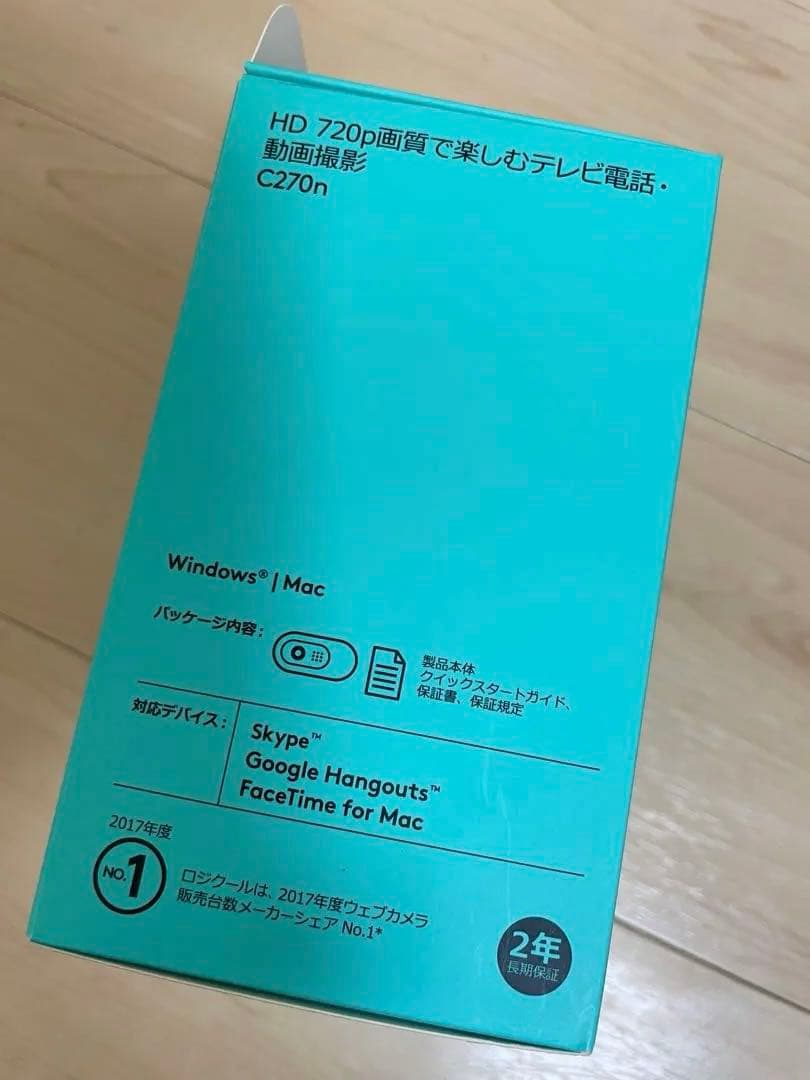 HD 720p画質で楽しむテレビ電話・
動画撮影
C270n
Windows® | Mac
パッケージ内容：
製品本体
クイックスタートガイド、
保証書、保証規定
対応デバイス：
Skype™
Google Hangouts™
FaceTime for Mac
2017年度
NO.1
ロジクールは、2017年度ウェブカメラ
販売台数メーカーシェア No.1*
2年
長期保証